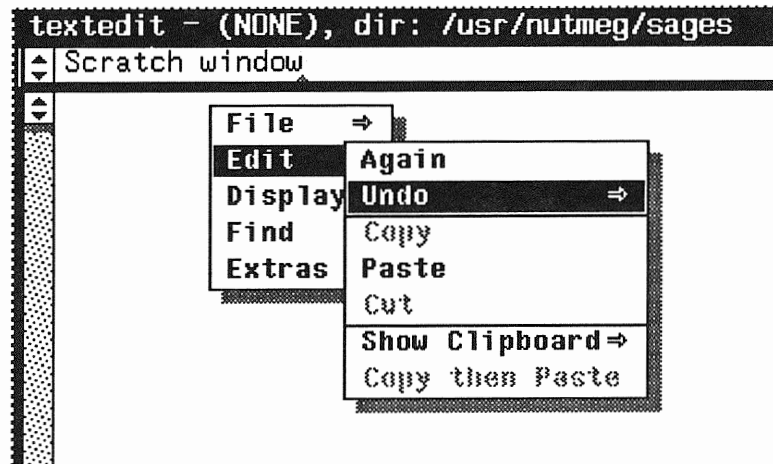 textedit - (NONE), dir: /usr/nutmeg/sages
Scratch window
File ⇒
Edit
Display
Find
Extras
Again
Undo ⇒
Copy
Paste
Cut
Show Clipboard⇒
Copy then Paste